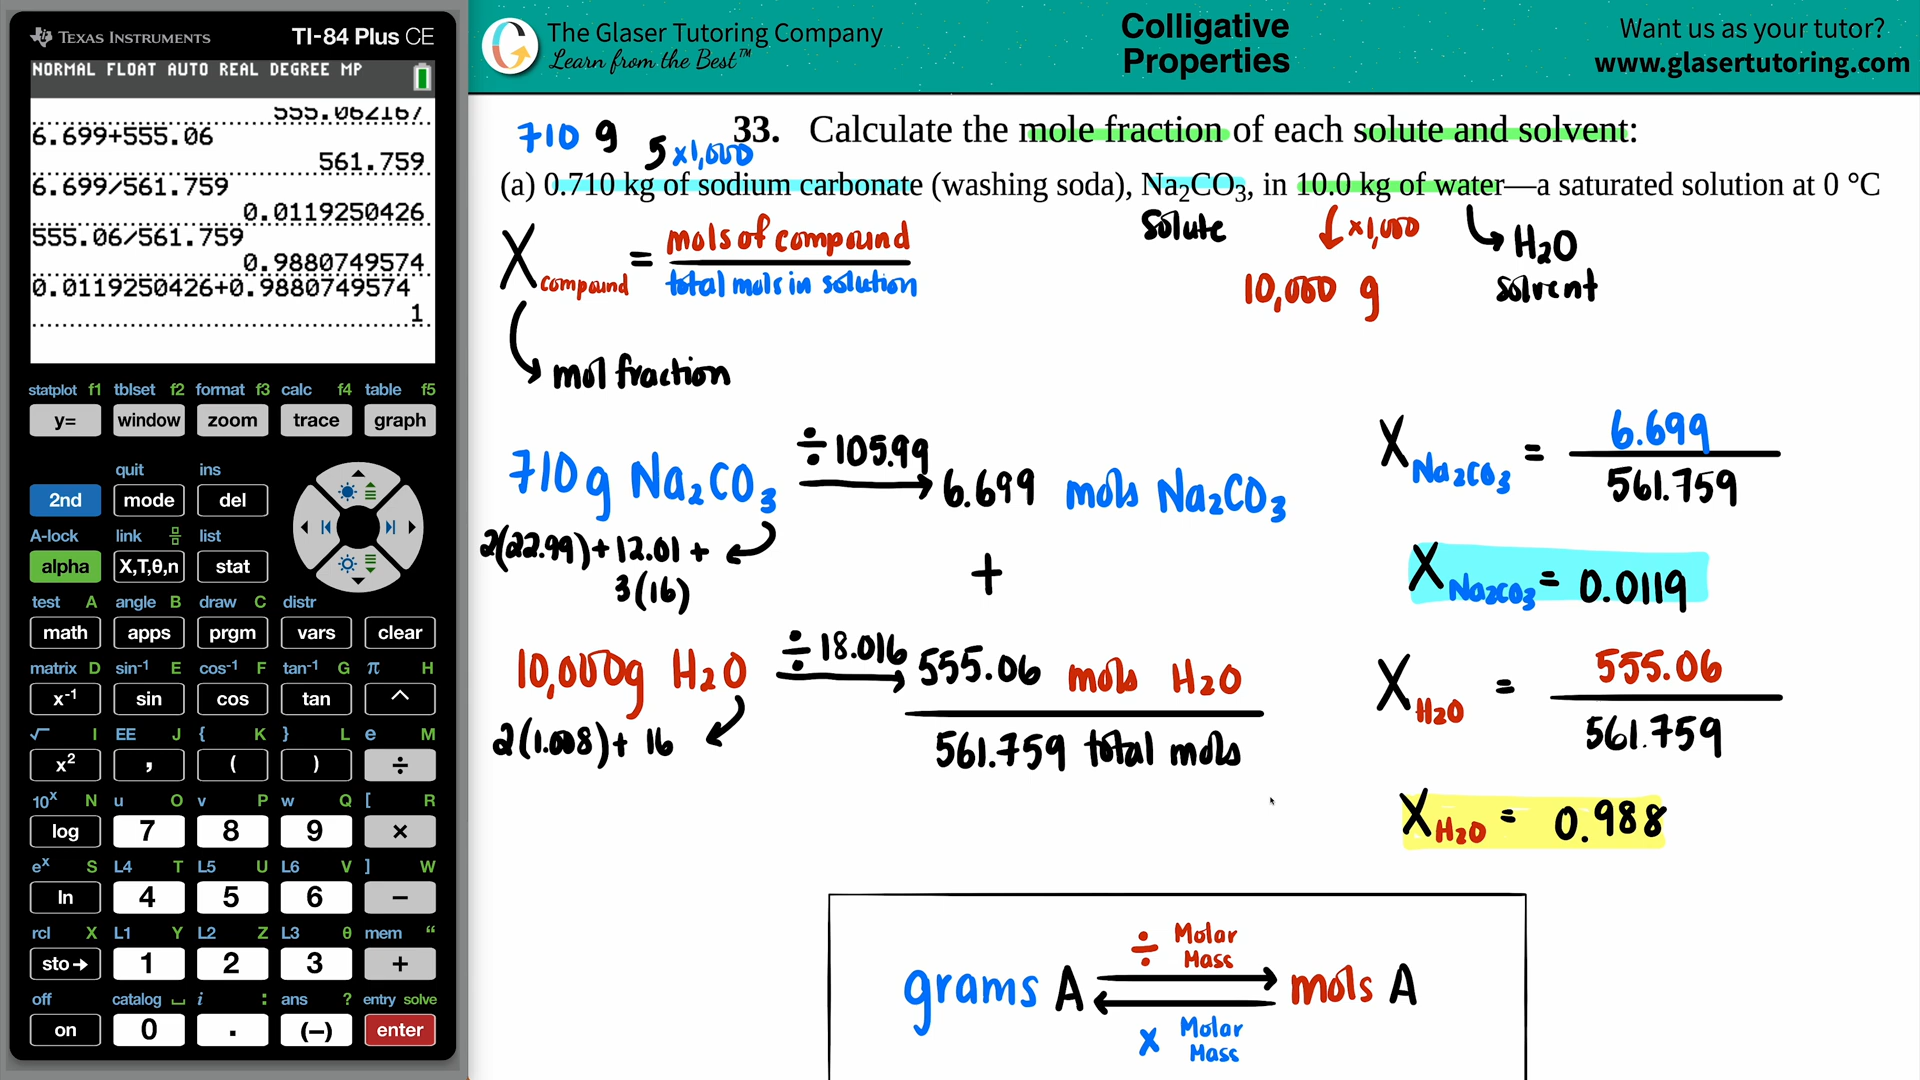 TEXAS INSTRUMENTS TI-84 Plus CE
NORMAL FLOAT AUTO REAL DEGREE MP
555.062167
6.699+555.06
561.759
6.699/561.759
0.0119250426
555.06/561.759
0.9880749574
0.0119250426+0.9880749574
1
statplot f1 tblset f2 format f3 calc f4 table f5
y= window zoom trace graph
quit ins
2nd mode del
A-lock link list
alpha X,T,θ,n stat
test A angle B draw C distr
math apps prgm vars clear
matrix D sin-1 E cos-1 F tan-1 G π H
x-1 sin cos tan ^
√ I EE J { K } L e M
x² , ( ) ÷
10x N u O v P w Q [ R
log 7 8 9 ×
ex S L4 T L5 U L6 V ] W
ln 4 5 6 −
rcl X L1 Y L2 Z L3 θ mem “
sto→ 1 2 3 +
off catalog ⎵ i : ans ? entry solve
on 0 . (−) enter
The Glaser Tutoring Company
Learn from the Best™
Colligative
Properties
Want us as your tutor?
www.glasertutoring.com
710 g 5 x1,000
33. Calculate the mole fraction of each solute and solvent:
(a) 0.710 kg of sodium carbonate (washing soda), Na₂CO₃, in 10.0 kg of water—a saturated solution at 0 °C
solute
x1,000
H₂O
solvent
10,000 g
X compound = mols of compound
total mols in solution
mol fraction
710g Na₂CO₃ ÷ 105.99 → 6.699 mols Na₂CO₃
2(22.99)+12.01+
3(16)
+
10,000g H₂O ÷ 18.016 → 555.06 mols H₂O
2(1.008)+ 16
561.759 total mols
X Na₂CO₃ = 6.699
561.759
X Na₂CO₃ = 0.0119
X H₂O = 555.06
561.759
X H₂O = 0.988
÷ Molar
Mass
grams A mols A
x Molar
Mass